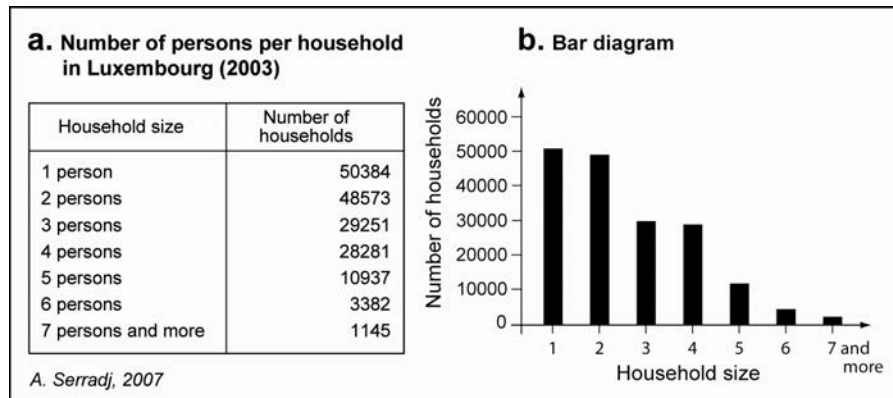 a. Number of persons per household
in Luxembourg (2003)
Household size Number of
households
1 person 50384
2 persons 48573
3 persons 29251
4 persons 28281
5 persons 10937
6 persons 3382
7 persons and more 1145
A. Serradj, 2007
b. Bar diagram
Number of households
60000
50000
40000
30000
20000
10000
0
1 2 3 4 5 6 7 and
more
Household size